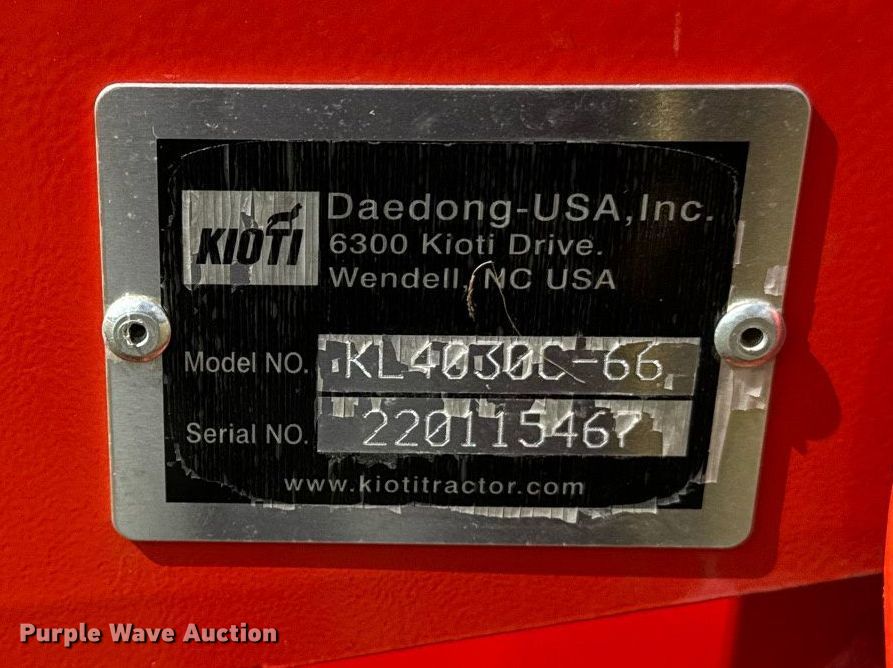 KIOTI
Daedong-USA,Inc.
6300 Kioti Drive.
Wendell, NC USA
Model NO. KL4030C-66
Serial NO. 220115467
www.kiotitractor.com
Purple Wave Auction